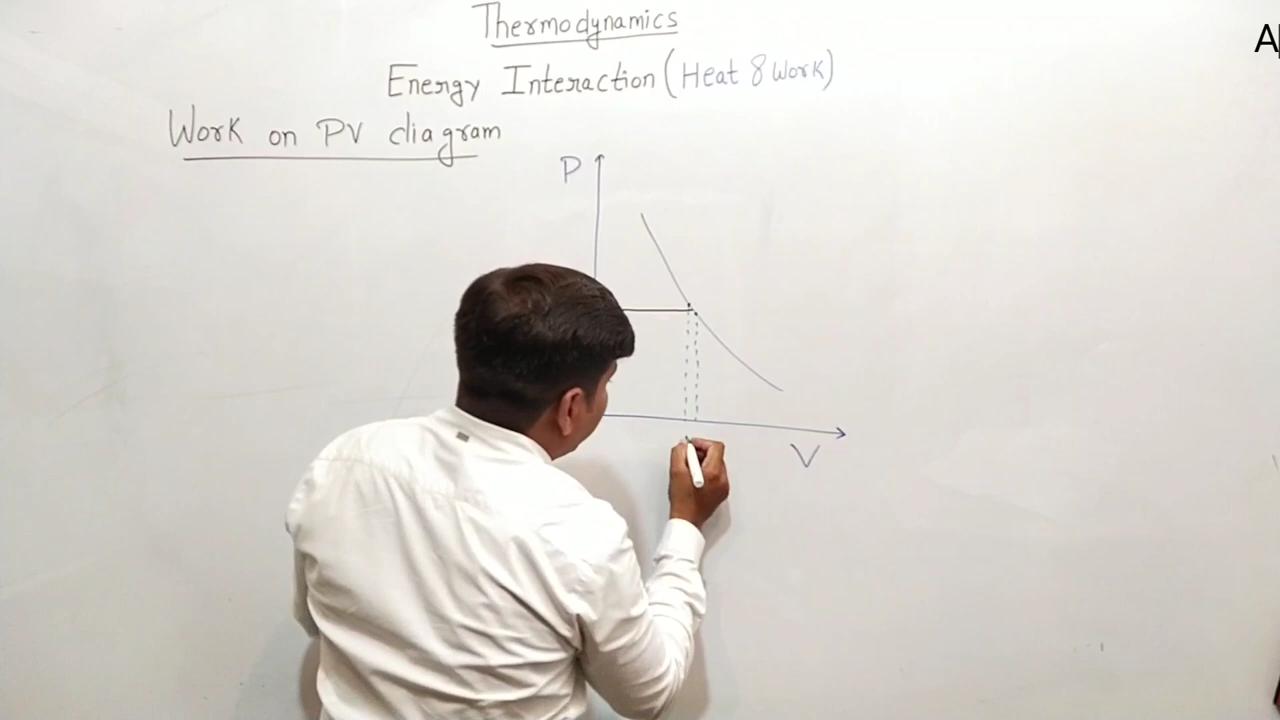 Thermodynamics
Energy Interaction (Heat & Work)
Work on PV diagram
P
V